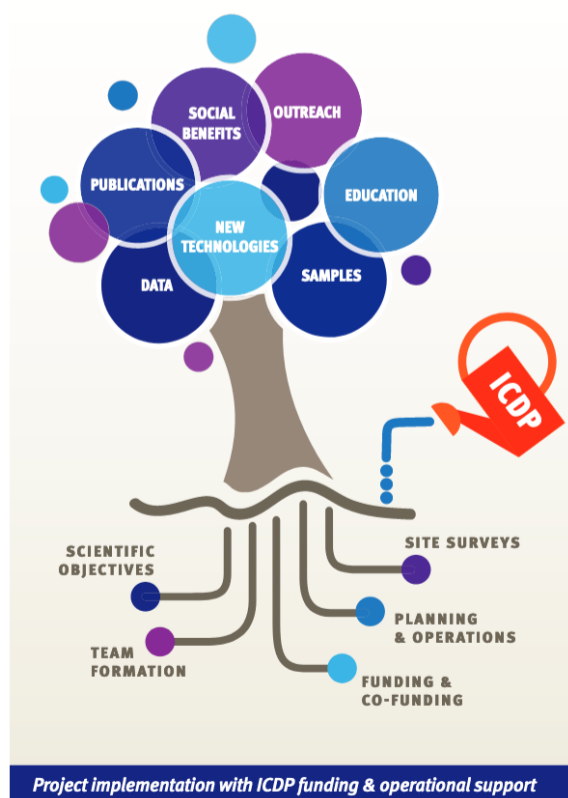 SOCIAL
BENEFITS
OUTREACH
PUBLICATIONS
EDUCATION
NEW
TECHNOLOGIES
DATA
SAMPLES
ICDP
SCIENTIFIC
OBJECTIVES
SITE SURVEYS
TEAM
FORMATION
PLANNING
& OPERATIONS
FUNDING &
CO-FUNDING
Project implementation with ICDP funding & operational support